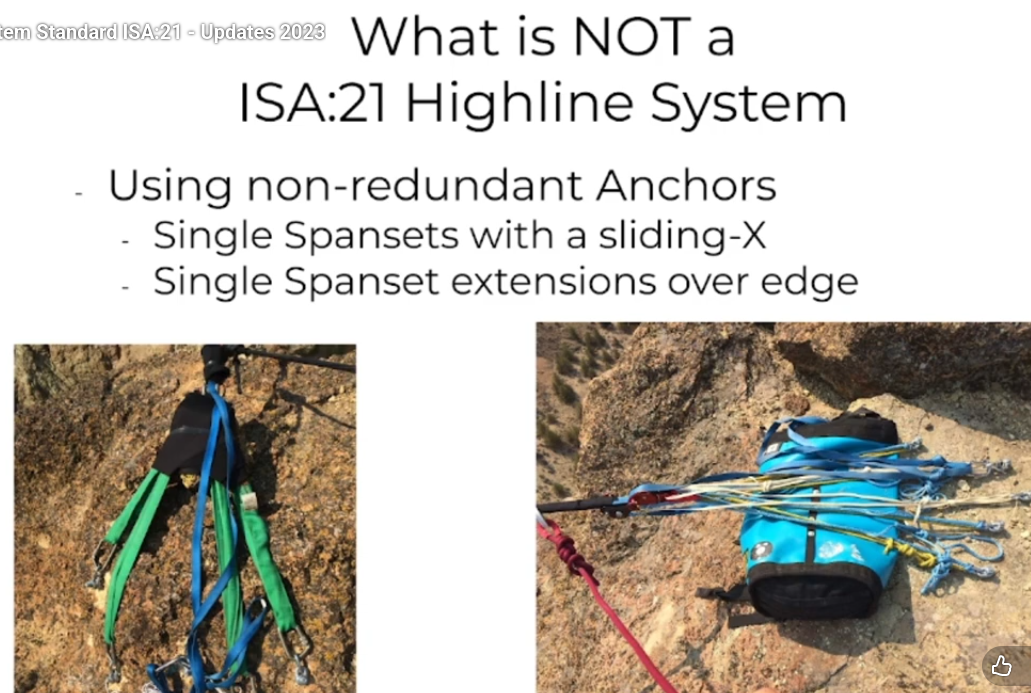 tem Standard ISA:21 - Updates 2023
What is NOT a
ISA:21 Highline System
- Using non-redundant Anchors
- Single Spansets with a sliding-X
- Single Spanset extensions over edge